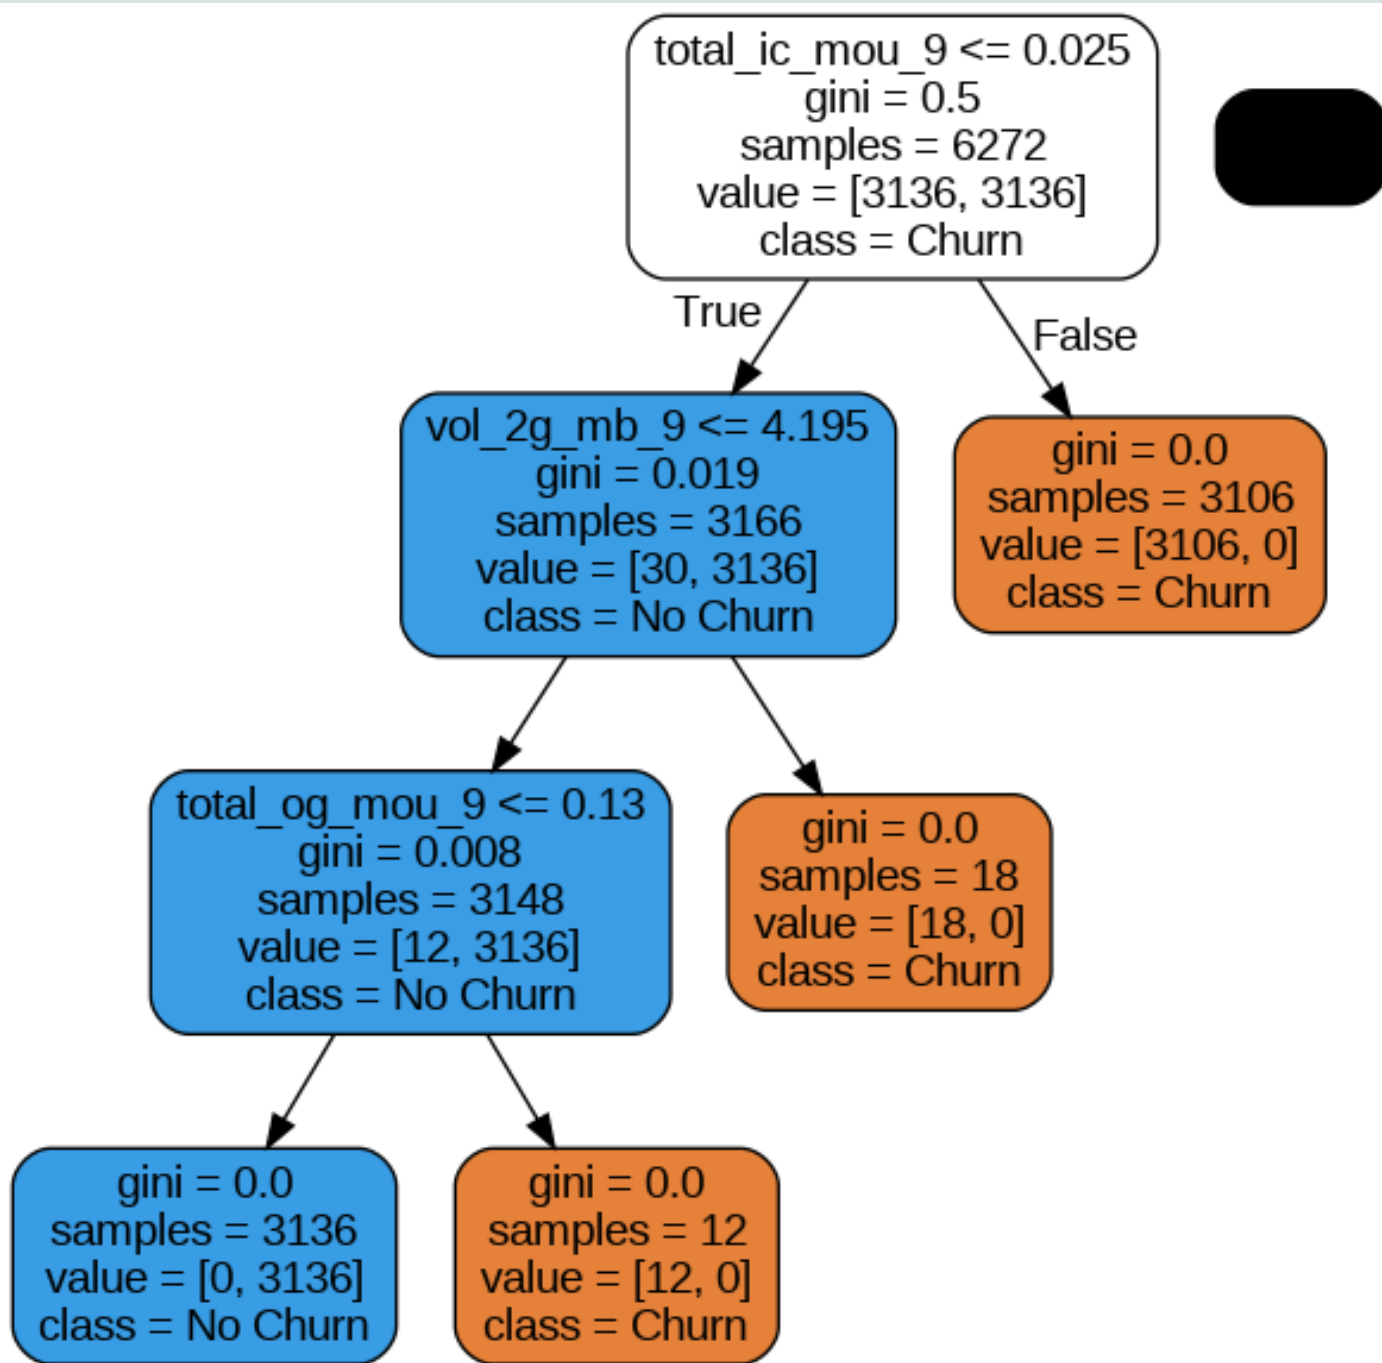 total_ic_mou_9 <= 0.025
gini = 0.5
samples = 6272
value = [3136, 3136]
class = Churn
True
False
vol_2g_mb_9 <= 4.195
gini = 0.019
samples = 3166
value = [30, 3136]
class = No Churn
gini = 0.0
samples = 3106
value = [3106, 0]
class = Churn
total_og_mou_9 <= 0.13
gini = 0.008
samples = 3148
value = [12, 3136]
class = No Churn
gini = 0.0
samples = 18
value = [18, 0]
class = Churn
gini = 0.0
samples = 3136
value = [0, 3136]
class = No Churn
gini = 0.0
samples = 12
value = [12, 0]
class = Churn